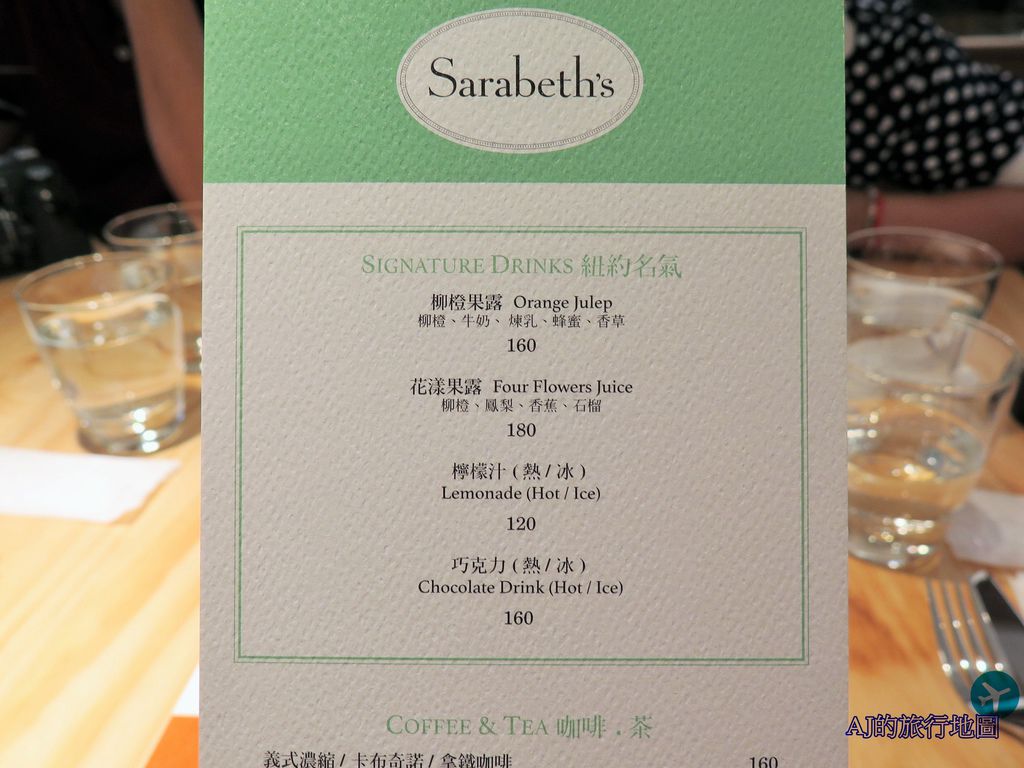 Sarabeth's
SIGNATURE DRINKS 紐約名氣
柳橙果露 Orange Julep
柳橙、牛奶、煉乳、蜂蜜、香草
160
花漾果露 Four Flowers Juice
柳橙、鳳梨、香蕉、石榴
180
檸檬汁 ( 熱 / 冰 )
Lemonade (Hot / Ice)
120
巧克力 ( 熱 / 冰 )
Chocolate Drink (Hot / Ice)
160
COFFEE & TEA 咖啡 . 茶
義式濃縮 / 卡布奇諾 / 拿鐵咖啡 160
AJ的旅行地圖